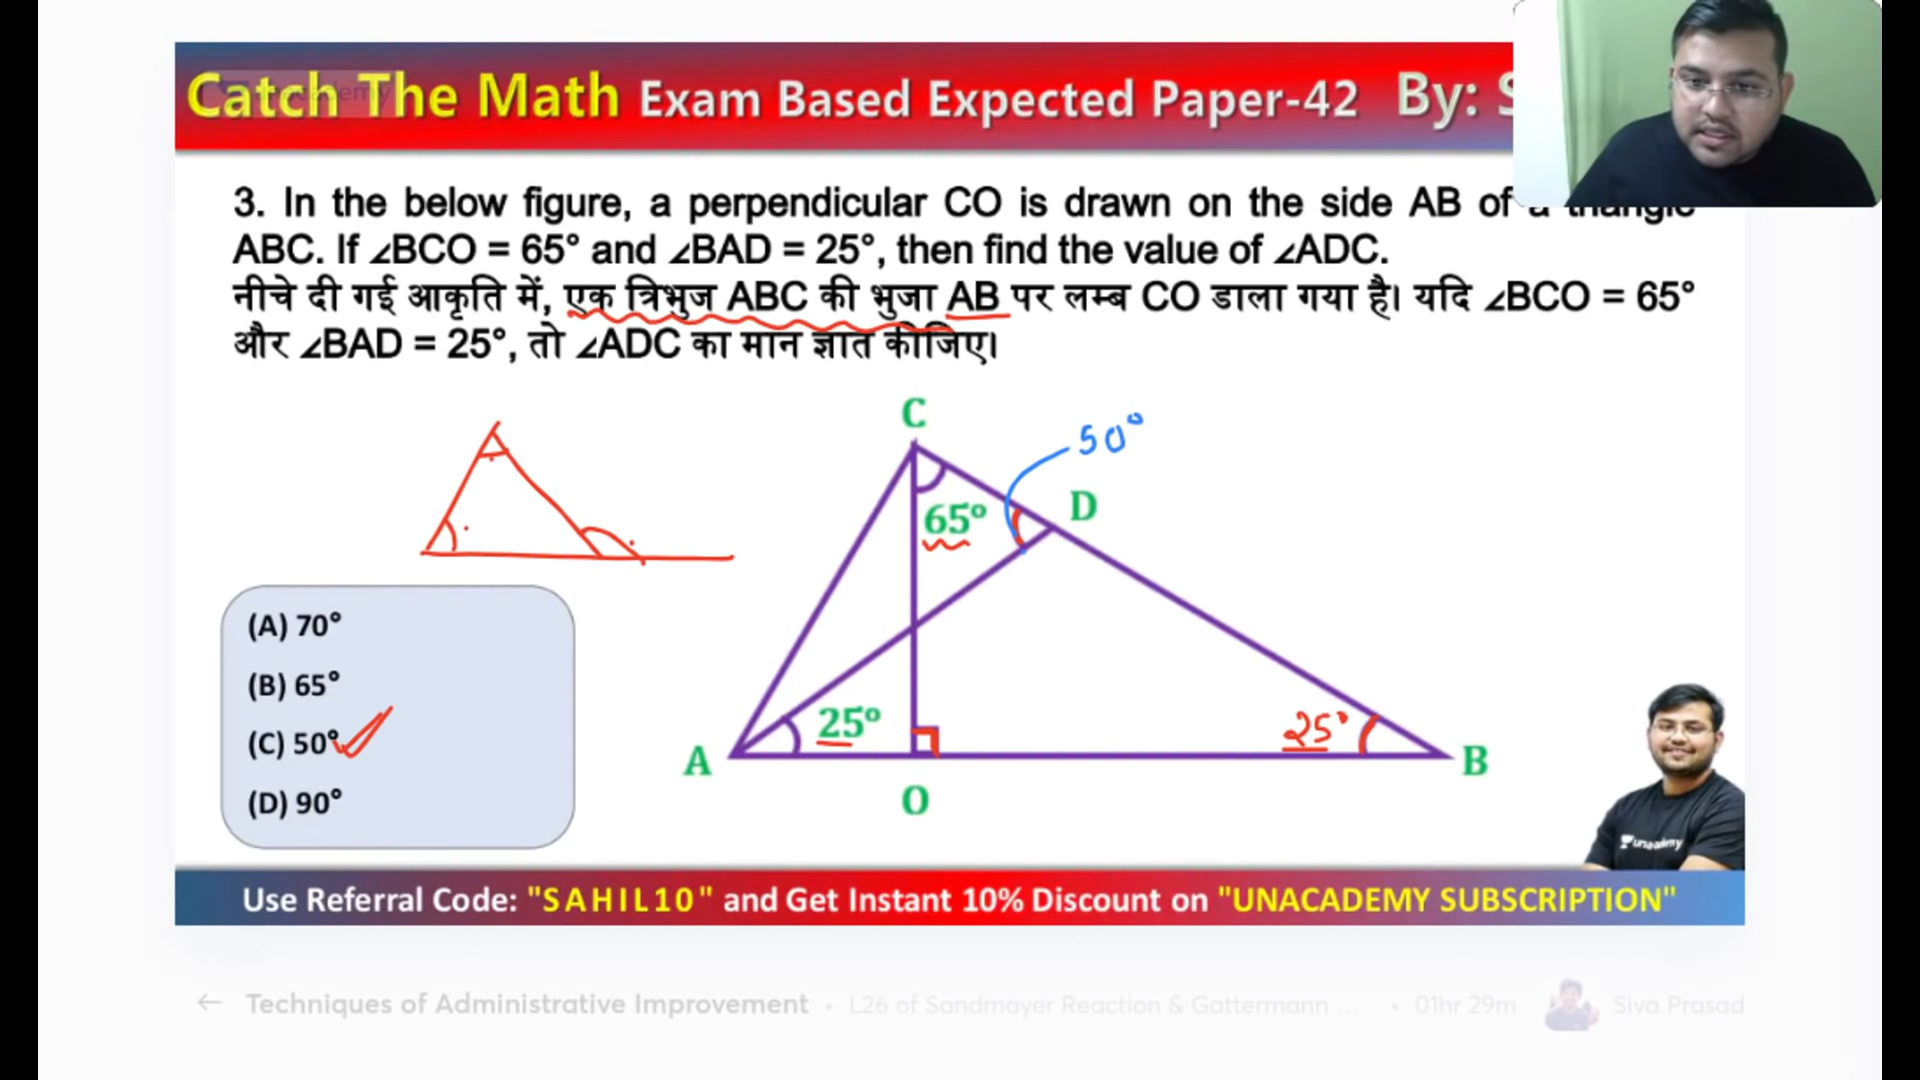 Catch The Math Exam Based Expected Paper-42 By: S
3. In the below figure, a perpendicular CO is drawn on the side AB of a triangle
ABC. If ∠BCO = 65° and ∠BAD = 25°, then find the value of ∠ADC.
नीचे दी गई आकृति में, एक त्रिभुज ABC की भुजा AB पर लम्ब CO डाला गया है। यदि ∠BCO = 65°
और ∠BAD = 25°, तो ∠ADC का मान ज्ञात कीजिए।
C
50°
D
65°
(A) 70°
(B) 65°
(C) 50°
(D) 90°
25°
25°
A
B
O
unacademy
Use Referral Code: "SAHIL10" and Get Instant 10% Discount on "UNACADEMY SUBSCRIPTION"
← Techniques of Administrative Improvement • L26 of Sandmayer Reaction & Gattermann ... • 01hr 29m Siva Prasad